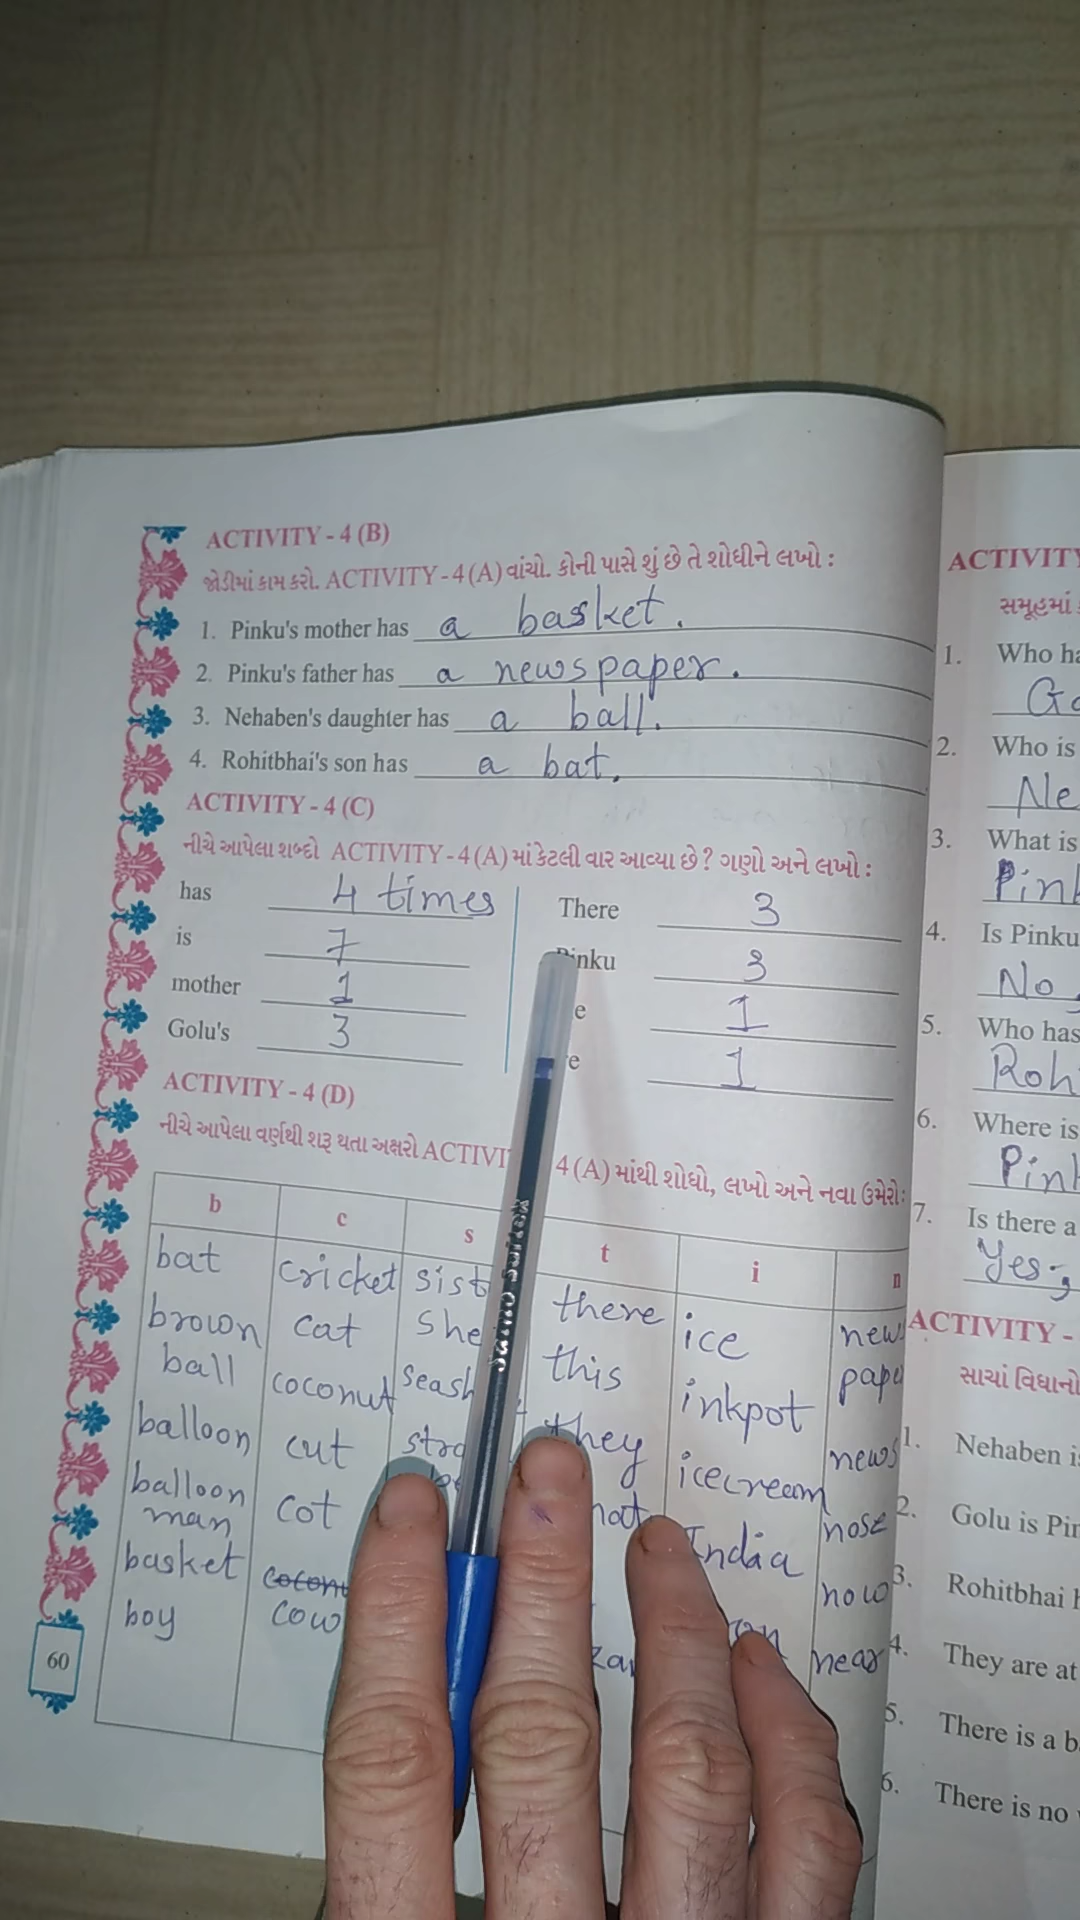 ACTIVITY - 4 (B)
જોડીમાં કામ કરો. ACTIVITY - 4 (A) વાંચો. કોની પાસે શું છે તે શોધીને લખો :
1. Pinku's mother has a basket.
2. Pinku's father has a newspaper.
3. Nehaben's daughter has a ball.
4. Rohitbhai's son has a bat.
ACTIVITY - 4 (C)
નીચે આપેલા શબ્દો ACTIVITY - 4 (A) માં કેટલી વાર આવ્યા છે? ગણો અને લખો :
has 4 times There 3
is 7 Pinku 3
mother 1 1
Golu's 3 1
ACTIVITY - 4 (D)
નીચે આપેલા વર્ણથી શરૂ થતા અક્ષરો 4 (A) માંથી શોધો, લખો અને નવા ઉમેરો :
b c s t i n
bat cricket there ice
brown cat this inkpot
ball coconut they icecream
balloon cut India nose
balloon cot now
man cow near
basket
boy
60
ACTIVITY
સમૂહમાં
1. Who
2. Who is
3. What is
4. Is Pinku
No,
5. Who has
6. Where is
7. Is there a
Yes,
ACTIVITY -
સાચાં
1. Nehaben
2. Golu is
3. Rohitbhai
4. They are at
5. There is a
6. There is no